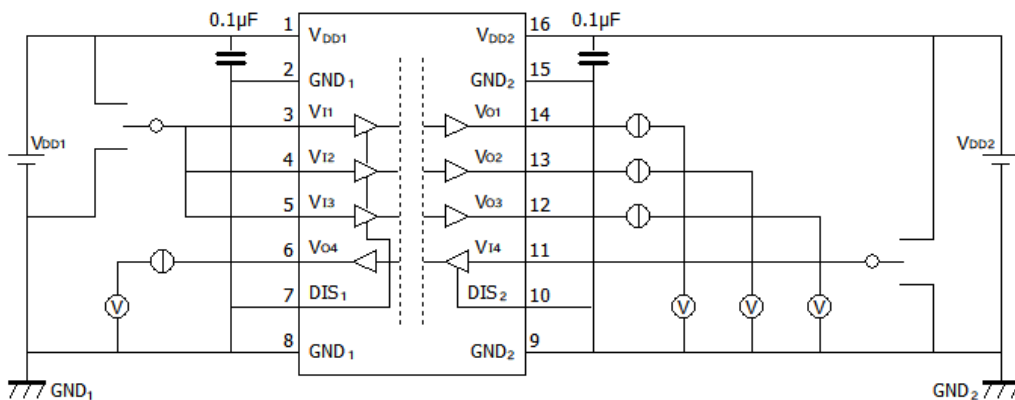 0.1μF 1 16 0.1μF
VDD1 VDD2
2 15
GND1 GND2
3 VI1 VO1 14
VDD1 VDD2
4 VI2 VO2 13
5 VI3 VO3 12
6 VO4 VI4 11
7 DIS1 DIS2 10
V V V V
8 GND1 GND2 9
GND1 GND2